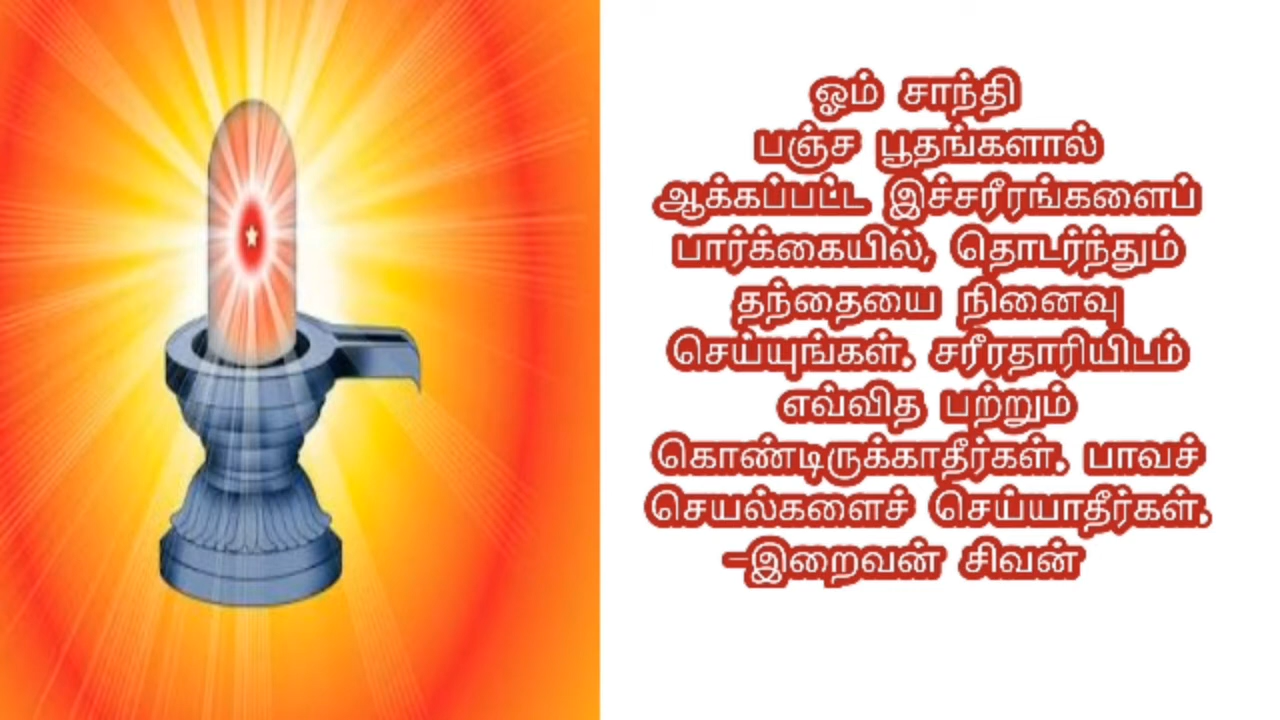 ஓம் சாந்தி
பஞ்ச பூதங்களால்
ஆக்கப்பட்ட இச்சரீரங்களைப்
பார்க்கையில், தொடர்ந்தும்
தந்தையை நினைவு
செய்யுங்கள். சரீரதாரியிடம்
எவ்வித பற்றும்
கொண்டிருக்காதீர்கள். பாவச்
செயல்களைச் செய்யாதீர்கள்.
-இறைவன் சிவன்